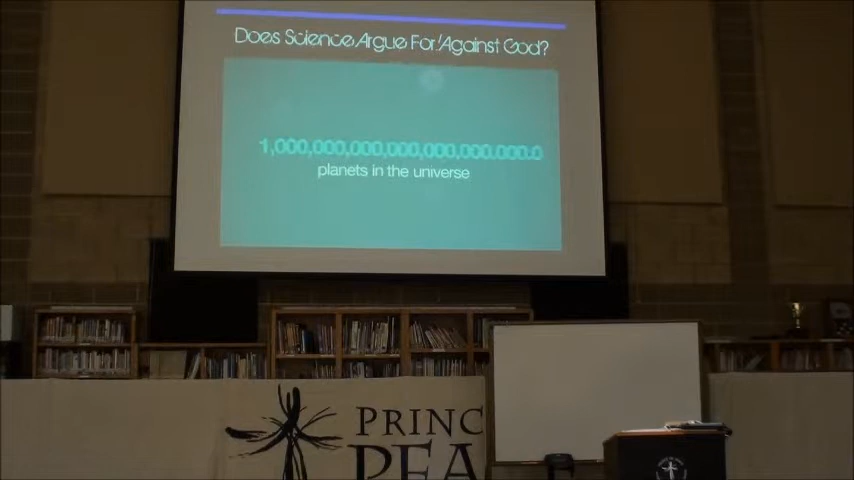 Does Science Argue For/Against God?
1,000,000,000,000,000,000,000,000.0
planets in the universe
PRINC
PEA